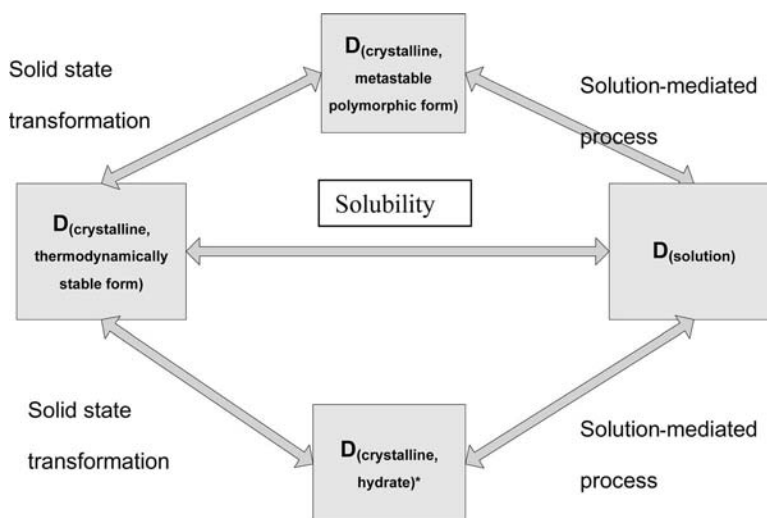 D(crystalline,
metastable
polymorphic form)
Solid state
transformation
Solution-mediated
process
Solubility
D(crystalline,
thermodynamically
stable form)
D(solution)
Solid state
transformation
D(crystalline,
hydrate)*
Solution-mediated
process